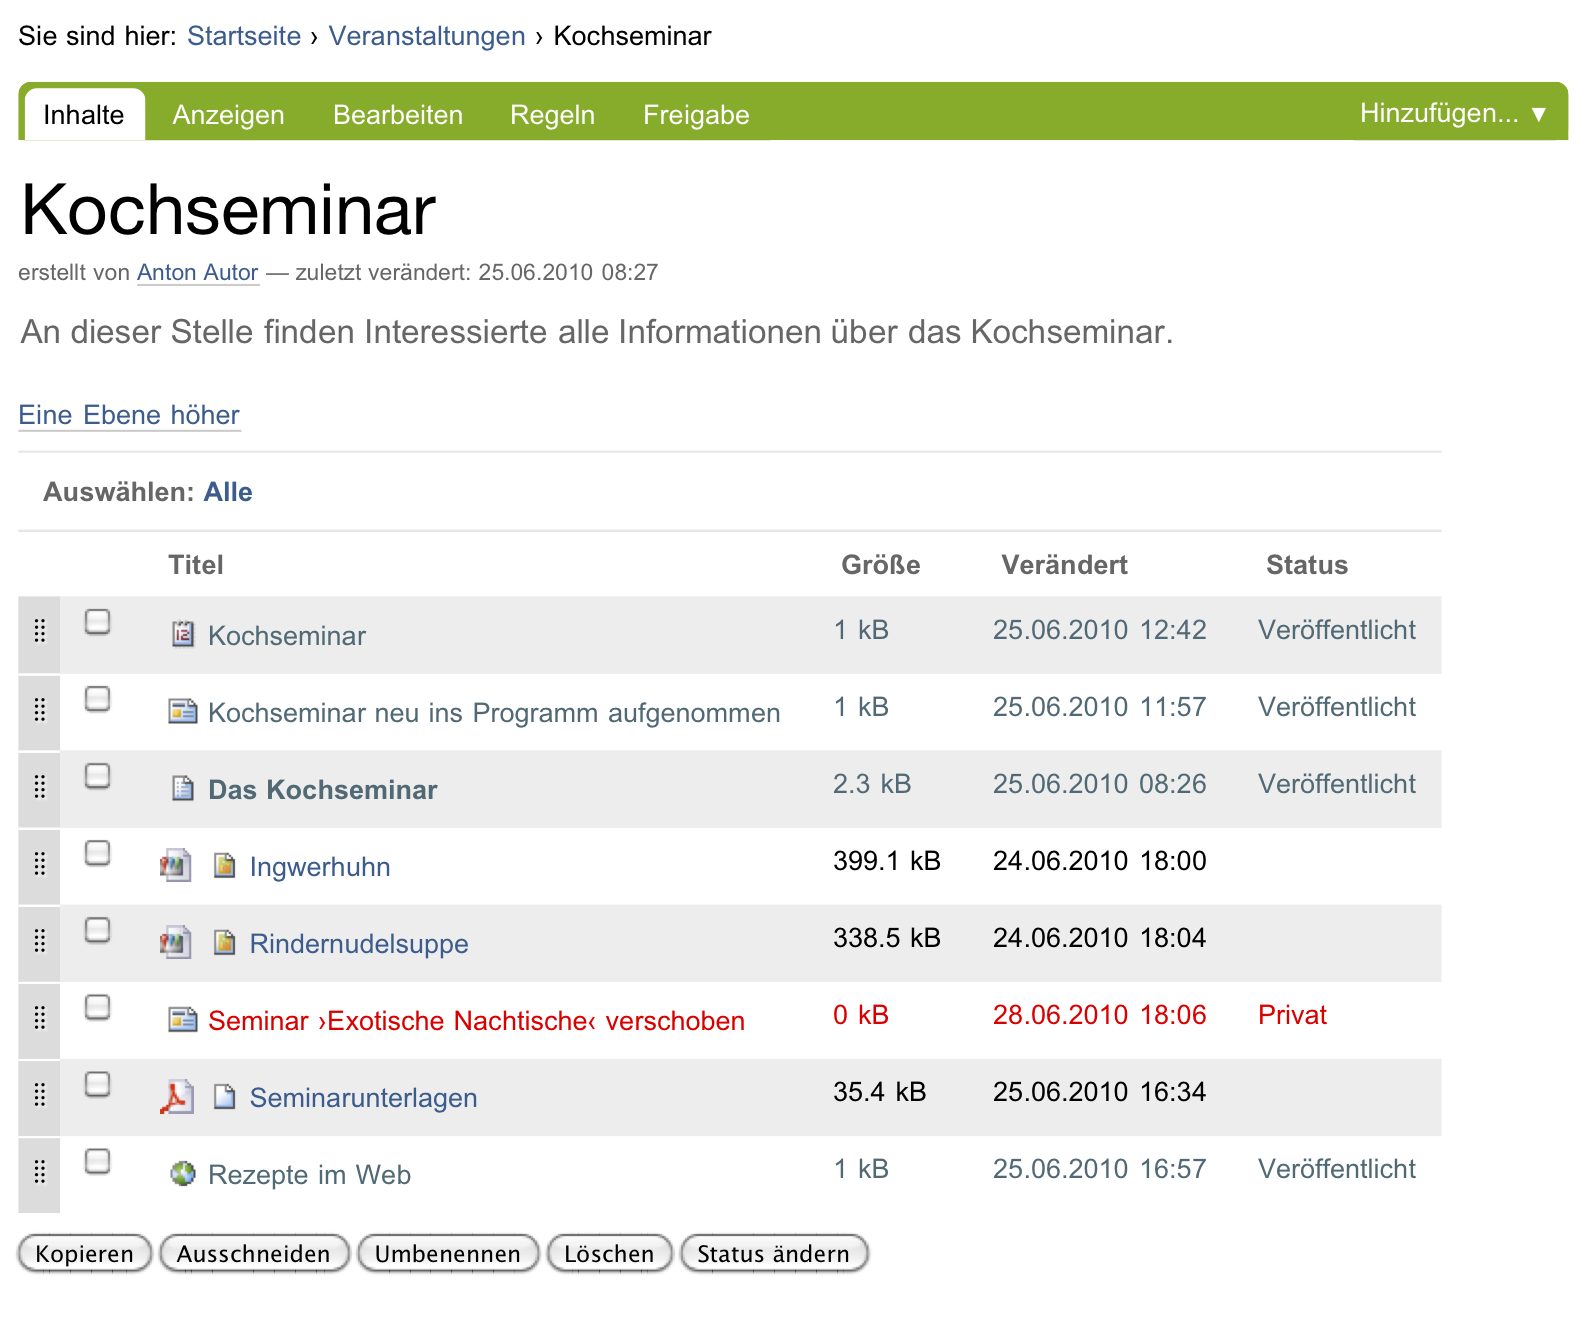 Sie sind hier: Startseite › Veranstaltungen › Kochseminar
Inhalte Anzeigen Bearbeiten Regeln Freigabe Hinzufügen... ▼
Kochseminar
erstellt von Anton Autor — zuletzt verändert: 25.06.2010 08:27
An dieser Stelle finden Interessierte alle Informationen über das Kochseminar.
Eine Ebene höher
Auswählen: Alle
Titel Größe Verändert Status
12 Kochseminar 1 kB 25.06.2010 12:42 Veröffentlicht
Kochseminar neu ins Programm aufgenommen 1 kB 25.06.2010 11:57 Veröffentlicht
Das Kochseminar 2.3 kB 25.06.2010 08:26 Veröffentlicht
Ingwerhuhn 399.1 kB 24.06.2010 18:00
Rindernudelsuppe 338.5 kB 24.06.2010 18:04
Seminar ›Exotische Nachtische‹ verschoben 0 kB 28.06.2010 18:06 Privat
Seminarunterlagen 35.4 kB 25.06.2010 16:34
Rezepte im Web 1 kB 25.06.2010 16:57 Veröffentlicht
Kopieren Ausschneiden Umbenennen Löschen Status ändern